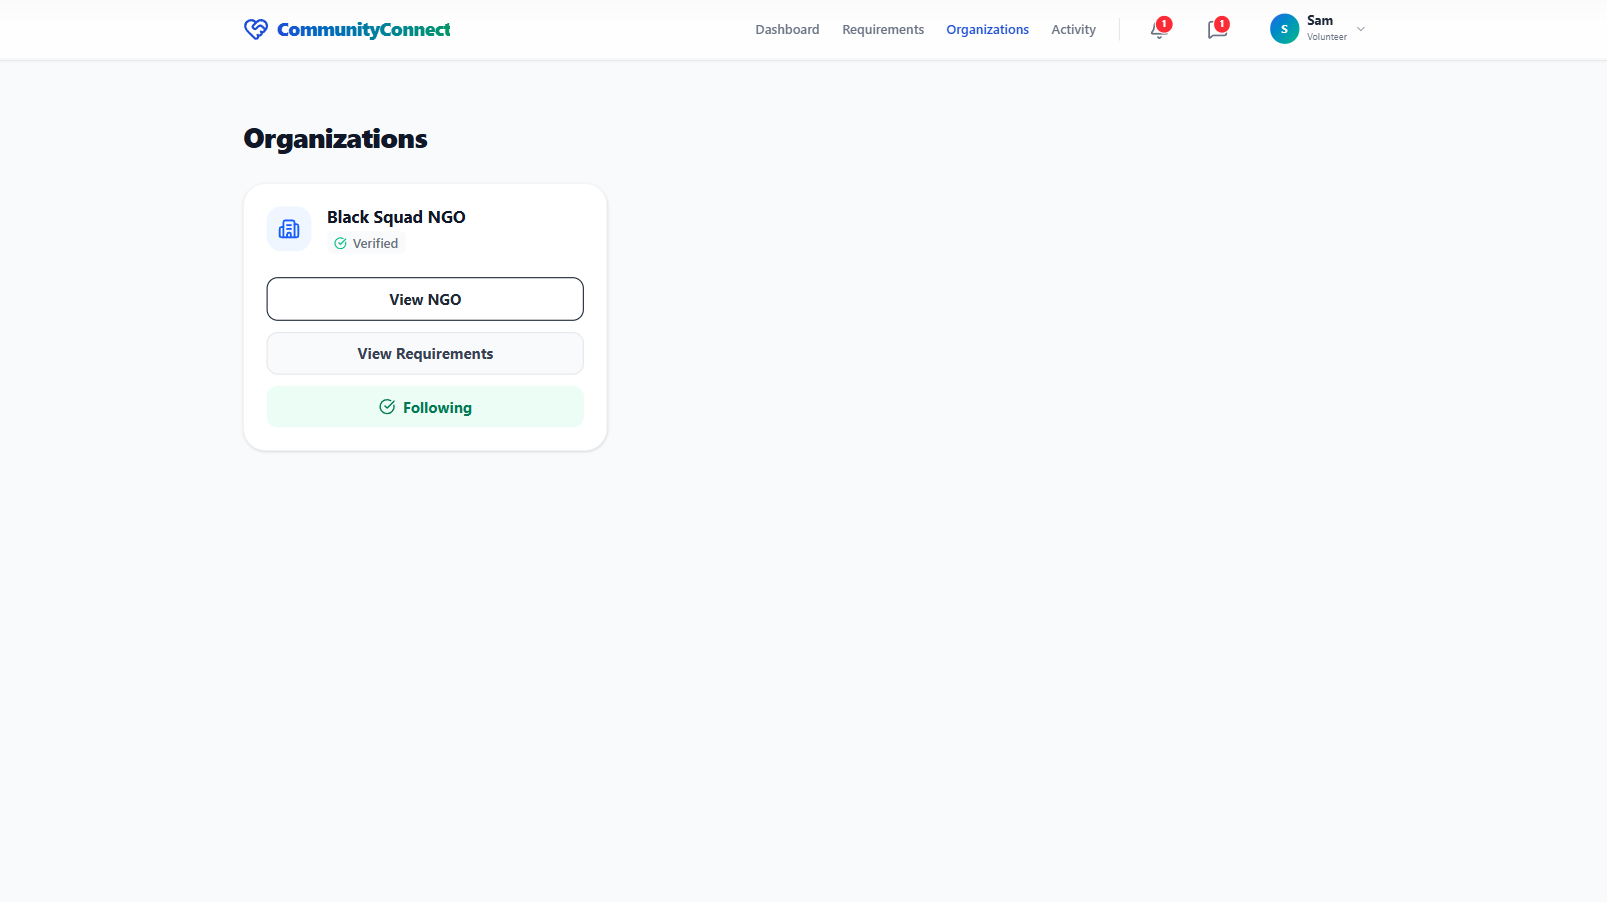 CommunityConnect
Dashboard
Requirements
Organizations
Activity
1
1
S
Sam
Volunteer
Organizations
Black Squad NGO
Verified
View NGO
View Requirements
Following